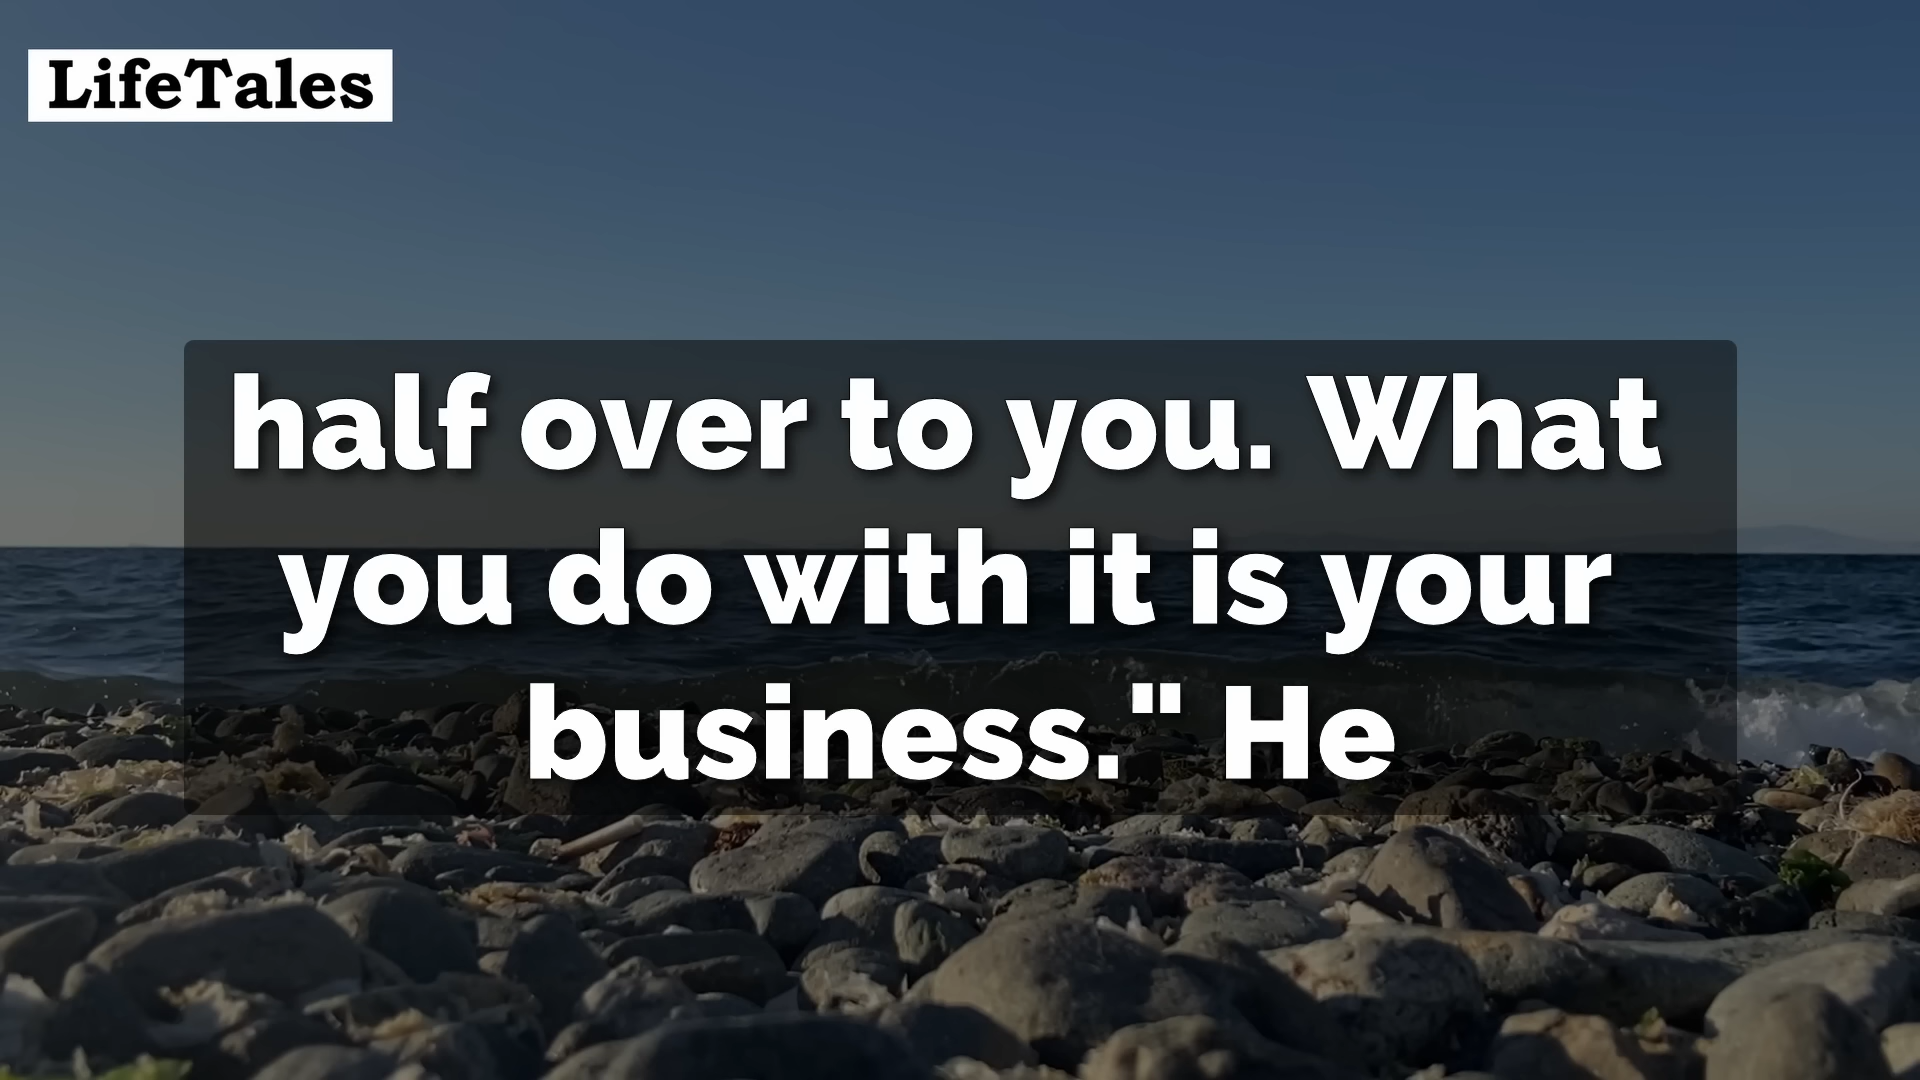 LifeTales
half over to you. What
you do with it is your
business." He